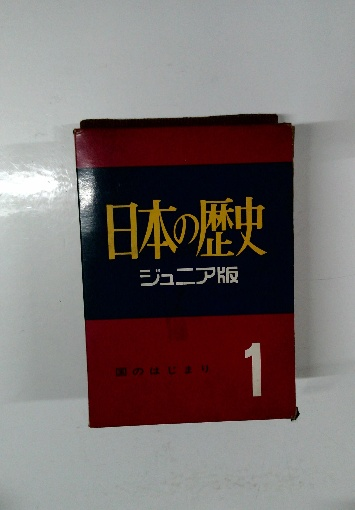 日本の歴史
ジュニア版
国のはじまり
1